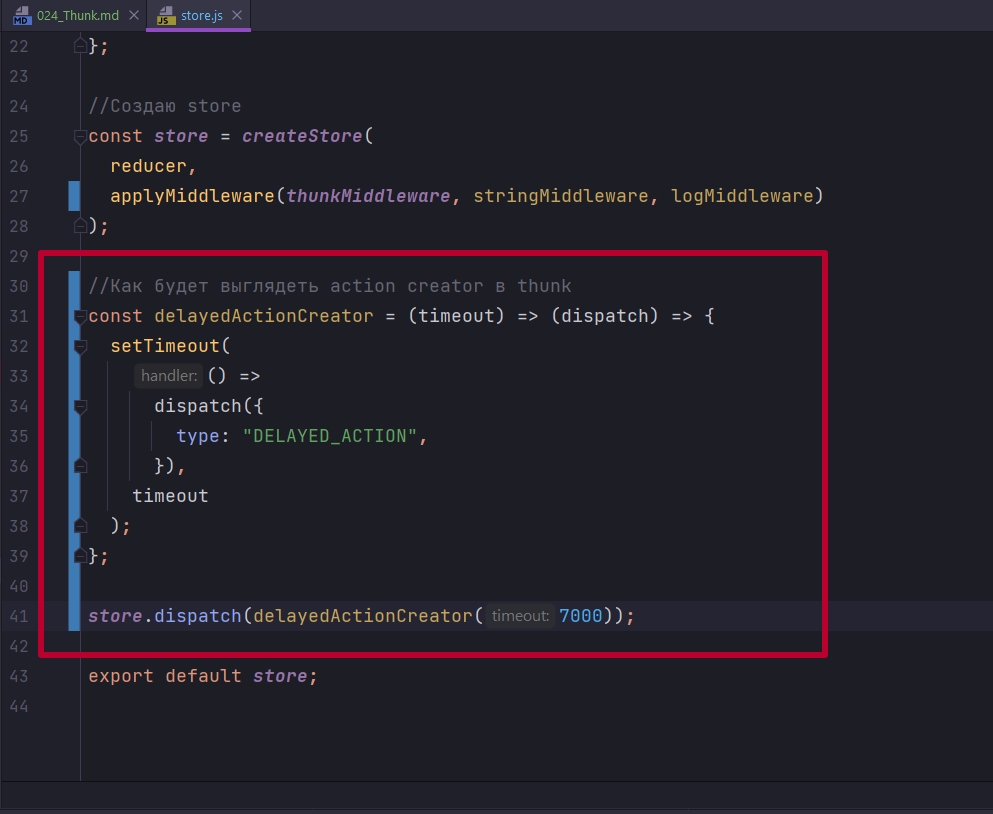 MD 024_Thunk.md JS store.js
22 };
23
24 //Создаю store
25 const store = createStore(
26 reducer,
27 applyMiddleware(thunkMiddleware, stringMiddleware, logMiddleware)
28 );
29
30 //Как будет выглядеть action creator в thunk
31 const delayedActionCreator = (timeout) => (dispatch) => {
32 setTimeout(
33 handler: () =>
34 dispatch({
35 type: "DELAYED_ACTION",
36 }),
37 timeout
38 );
39 };
40
41 store.dispatch(delayedActionCreator( timeout: 7000));
42
43 export default store;
44